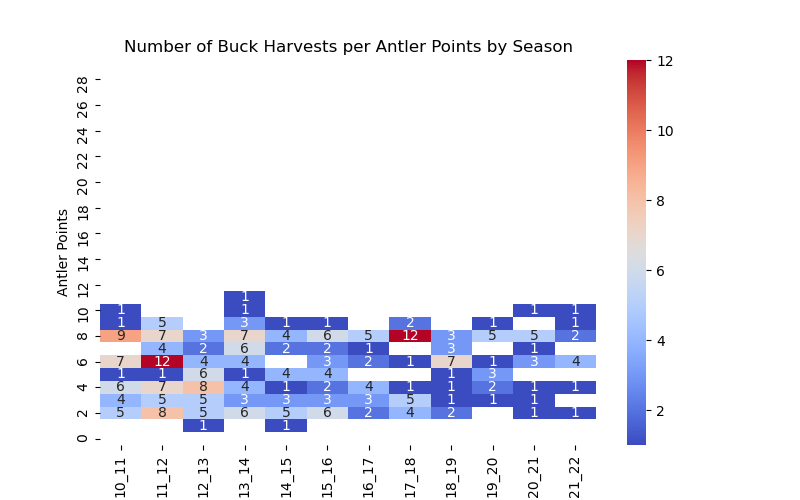 Number of Buck Harvests per Antler Points by Season
Antler Points
28
26
24
22
20
18
16
14
12
1
10 1 1 1 1
1 5 3 1 1 2 1 1
8 9 7 3 7 4 6 5 12 3 5 5 2
4 2 6 2 2 1 3 1
6 7 12 4 4 3 2 1 7 1 3 4
1 1 6 1 4 4 1 3
4 6 7 8 4 1 2 4 1 1 2 1 1
4 5 5 3 3 3 3 5 1 1 1
2 5 8 5 6 5 6 2 4 2 1 1
1 1
0
10_11 11_12 12_13 13_14 14_15 15_16 16_17 17_18 18_19 19_20 20_21 21_22
12
10
8
6
4
2